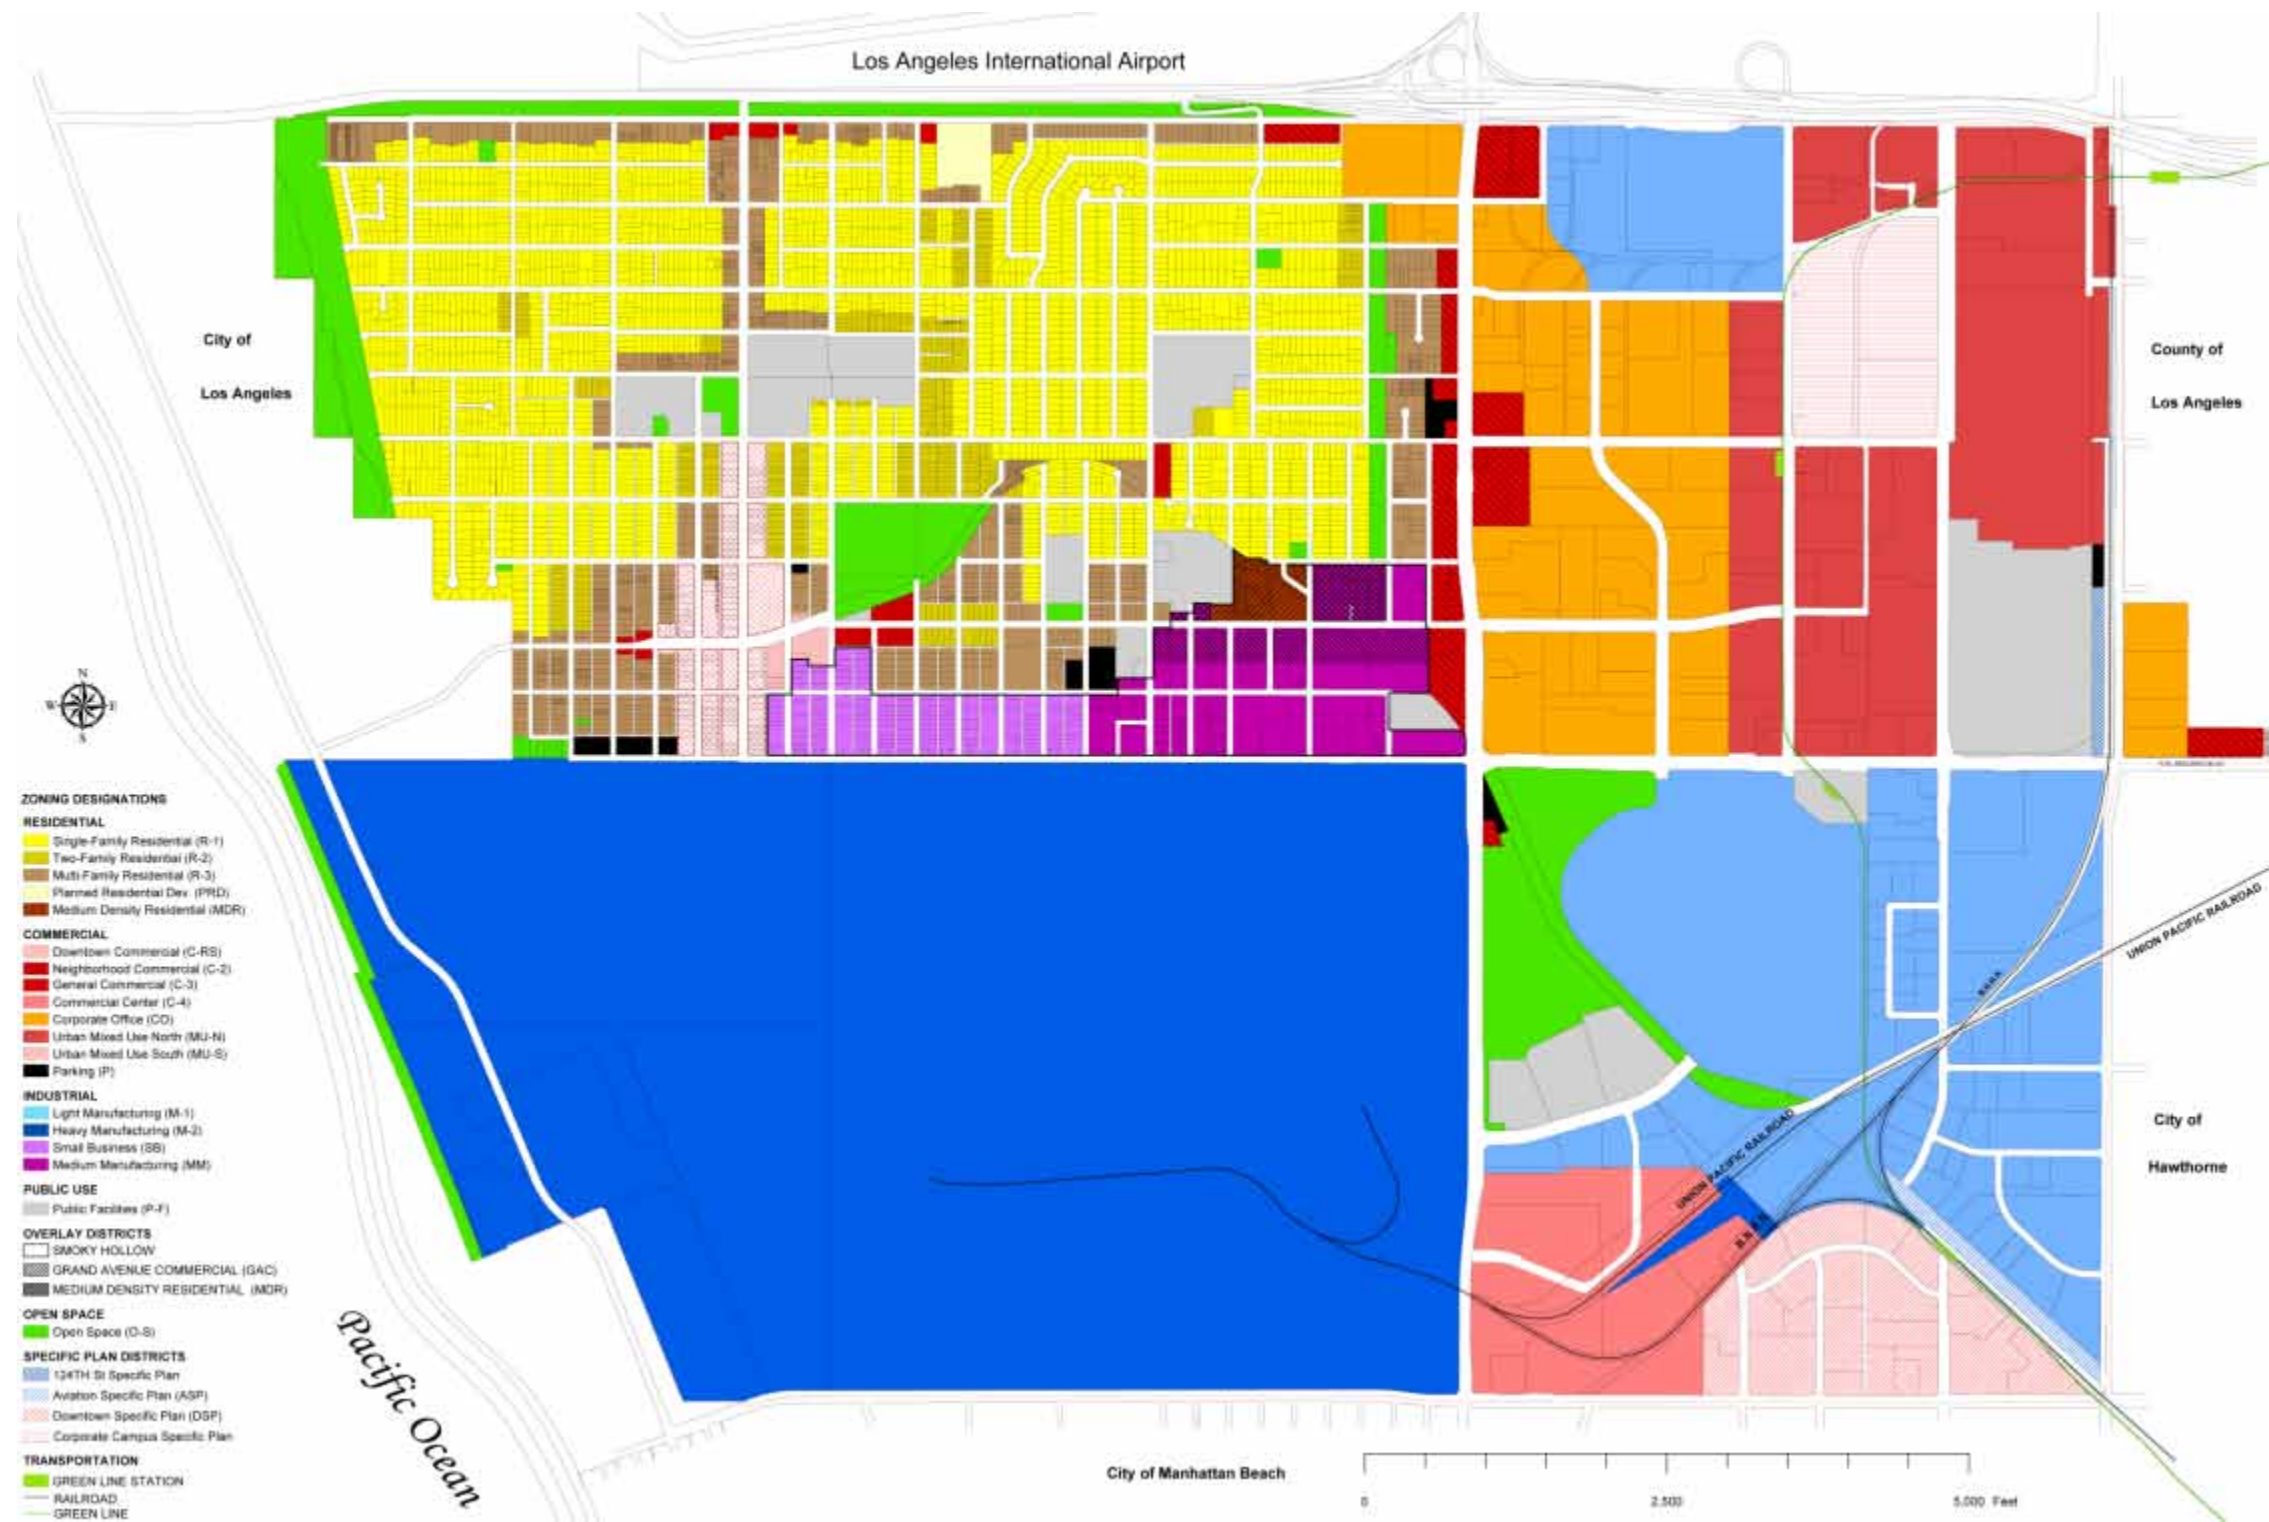 Los Angeles International Airport
City of
Los Angeles
County of
Los Angeles
N
W
E
S
ZONING DESIGNATIONS
RESIDENTIAL
Single-Family Residential (R-1)
Two-Family Residential (R-2)
Multi-Family Residential (R-3)
Planned Residential Dev. (PRD)
Medium Density Residential (MDR)
COMMERCIAL
Downtown Commercial (C-RS)
Neighborhood Commercial (C-2)
General Commercial (C-3)
Commercial Center (C-4)
Corporate Office (CO)
Urban Mixed Use North (MU-N)
Urban Mixed Use South (MU-S)
Parking (P)
INDUSTRIAL
Light Manufacturing (M-1)
Heavy Manufacturing (M-2)
Small Business (SB)
Medium Manufacturing (MM)
PUBLIC USE
Public Facilities (P-F)
OVERLAY DISTRICTS
SMOKY HOLLOW
GRAND AVENUE COMMERCIAL (GAC)
MEDIUM DENSITY RESIDENTIAL (MDR)
OPEN SPACE
Open Space (O-S)
SPECIFIC PLAN DISTRICTS
124TH St Specific Plan
Aviation Specific Plan (ASP)
Downtown Specific Plan (DSP)
Corporate Campus Specific Plan
TRANSPORTATION
GREEN LINE STATION
RAILROAD
GREEN LINE
Pacific Ocean
UNION PACIFIC RAILROAD
UNION PACIFIC RAILROAD
City of
Hawthorne
City of Manhattan Beach
0
2,500
5,000 Feet